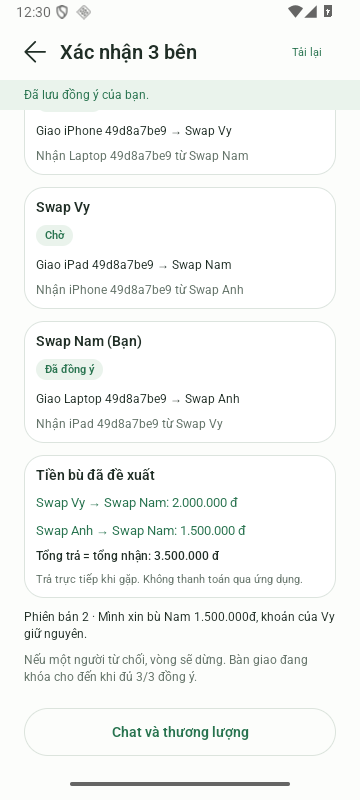 12:30
Xác nhận 3 bên
Tải lại
Đã lưu đồng ý của bạn.
Giao iPhone 49d8a7be9 → Swap Vy
Nhận Laptop 49d8a7be9 từ Swap Nam
Swap Vy
Chờ
Giao iPad 49d8a7be9 → Swap Nam
Nhận iPhone 49d8a7be9 từ Swap Anh
Swap Nam (Bạn)
Đã đồng ý
Giao Laptop 49d8a7be9 → Swap Anh
Nhận iPad 49d8a7be9 từ Swap Vy
Tiền bù đã đề xuất
Swap Vy → Swap Nam: 2.000.000 đ
Swap Anh → Swap Nam: 1.500.000 đ
Tổng trả = tổng nhận: 3.500.000 đ
Trả trực tiếp khi gặp. Không thanh toán qua ứng dụng.
Phiên bản 2 · Mình xin bù Nam 1.500.000đ, khoản của Vy
giữ nguyên.
Nếu một người từ chối, vòng sẽ dừng. Bàn giao đang
khóa cho đến khi đủ 3/3 đồng ý.
Chat và thương lượng